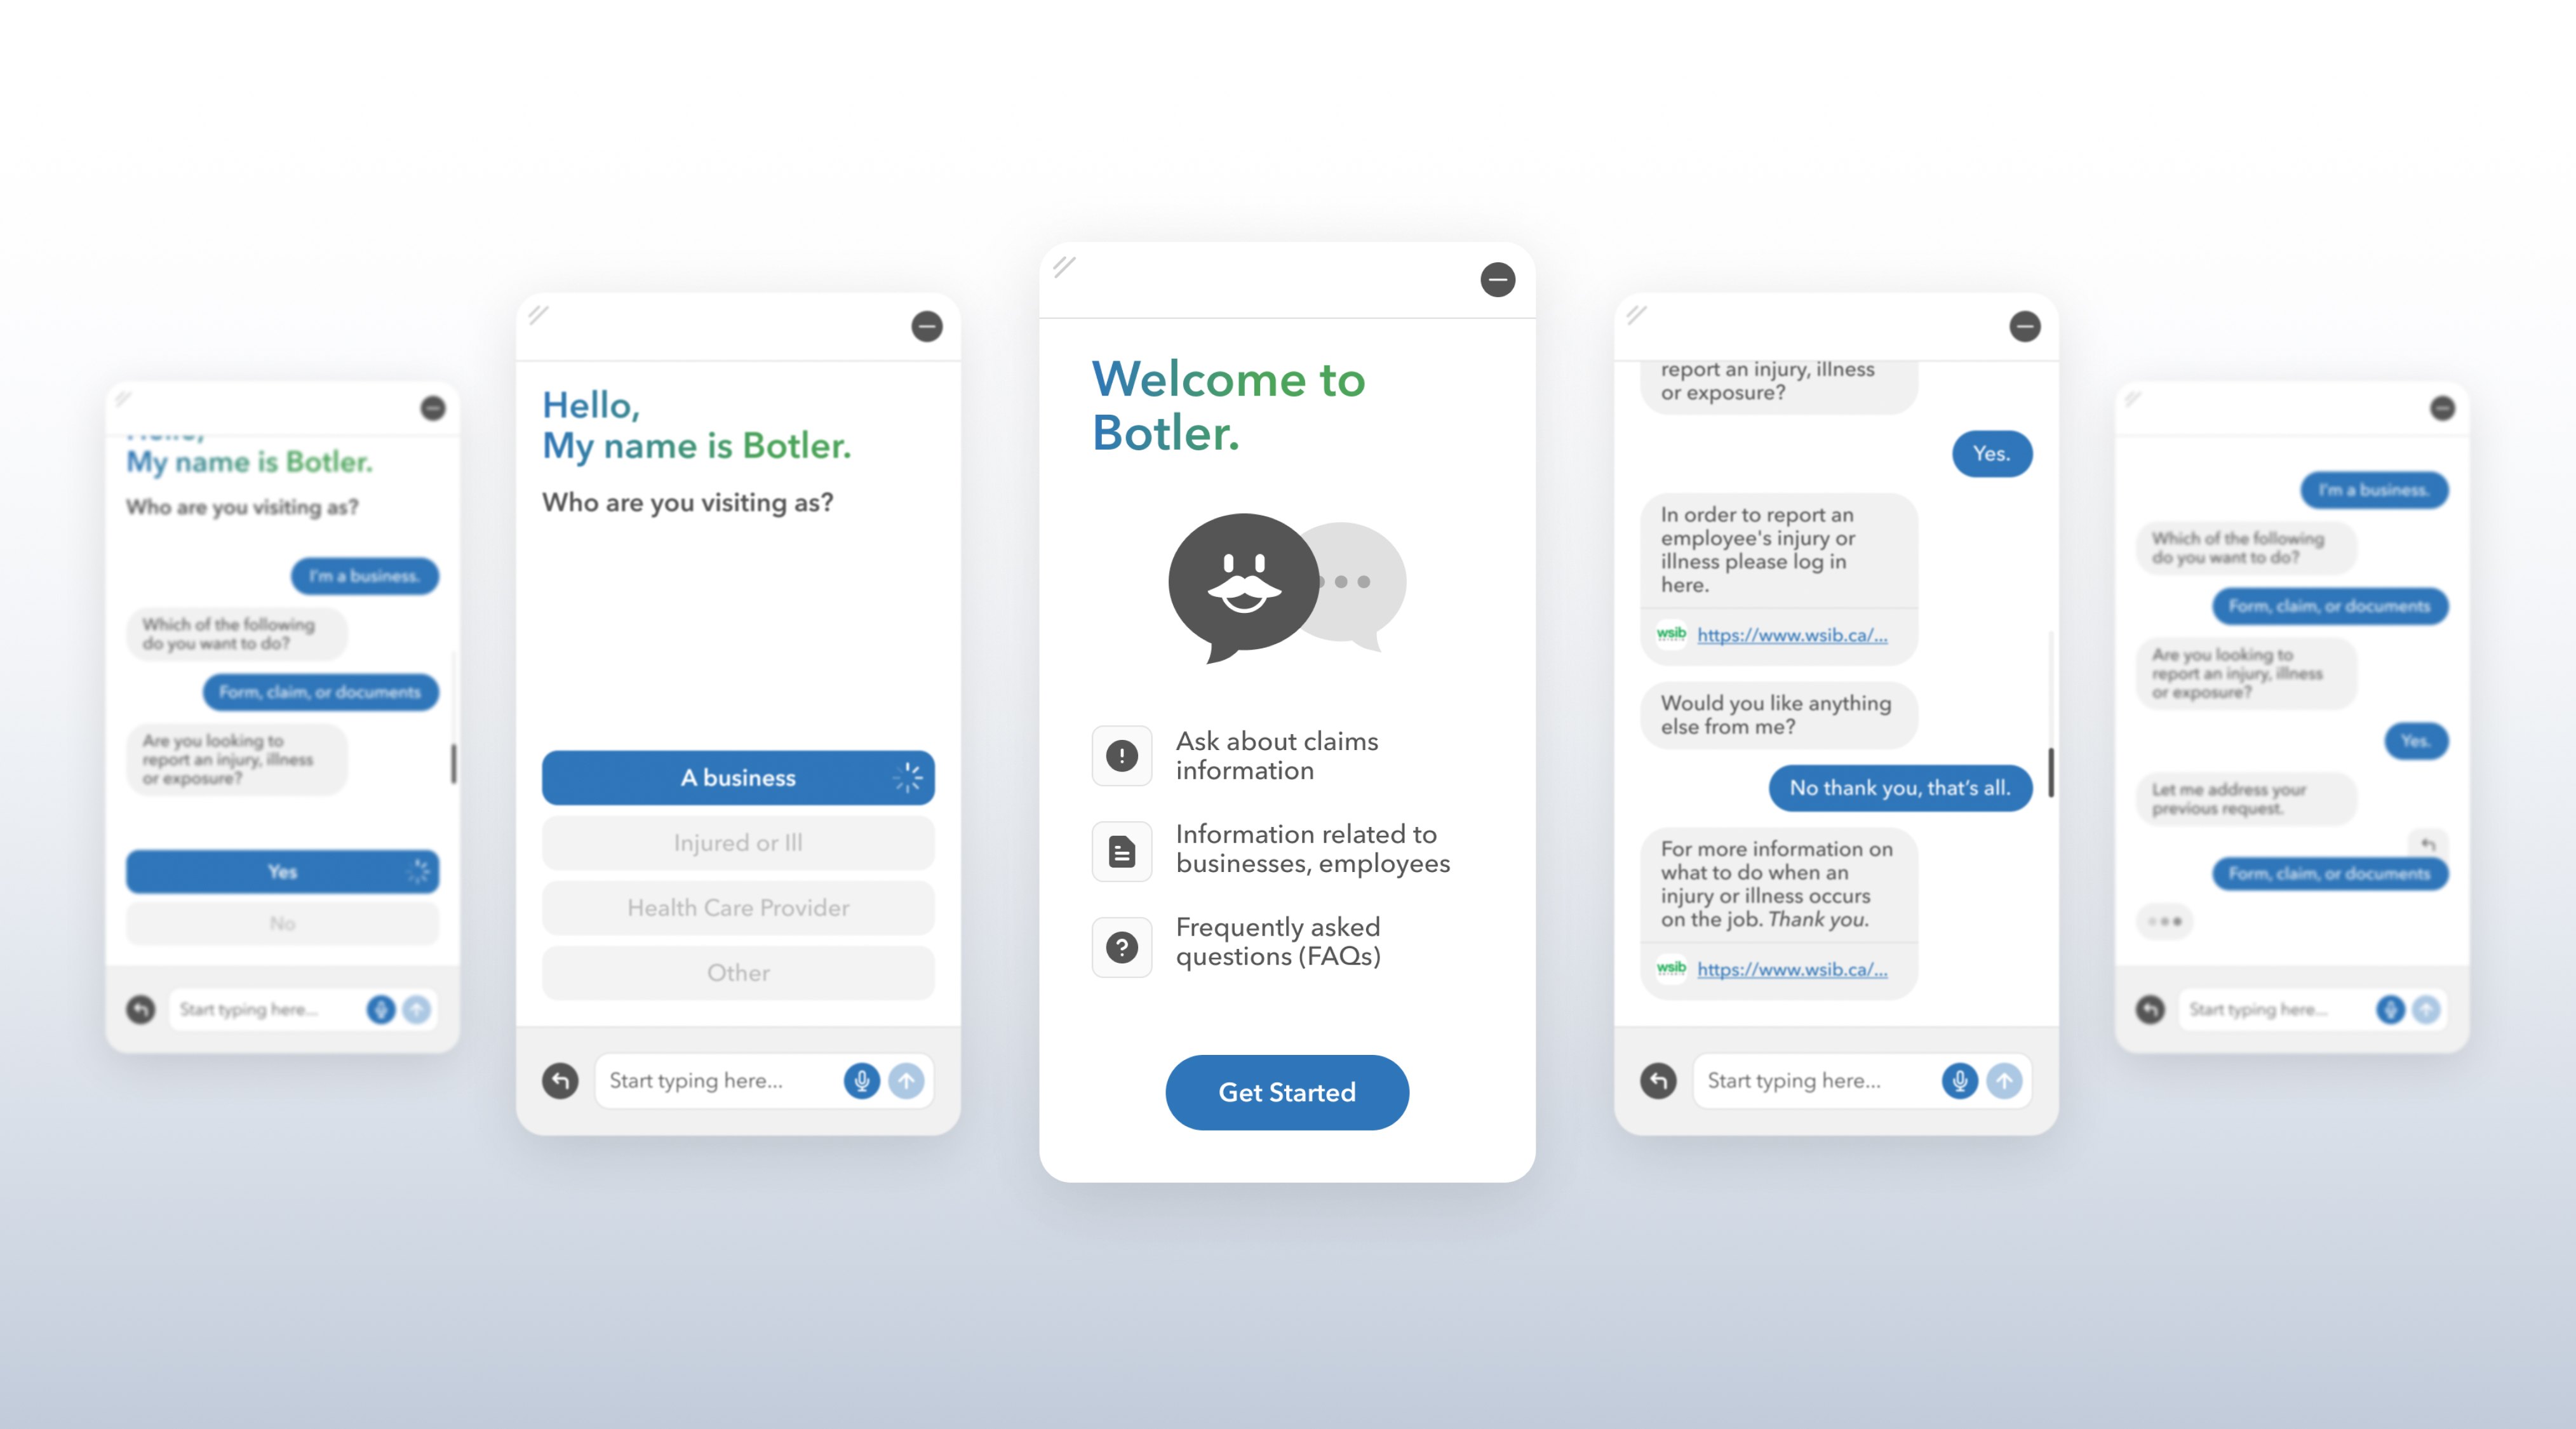 My name is Botler.
Who are you visiting as?
I'm a business.
Which of the following
do you want to do?
Form, claim, or documents
Are you looking to
report an injury, illness
or exposure?
Yes
No
Start typing here...
Hello,
My name is Botler.
Who are you visiting as?
A business
Injured or Ill
Health Care Provider
Other
Start typing here...
Welcome to
Botler.
Ask about claims
information
Information related to
businesses, employees
Frequently asked
questions (FAQs)
Get Started
report an injury, illness
or exposure?
Yes.
In order to report an
employee's injury or
illness please log in
here.
wsib
https://www.wsib.ca/...
Would you like anything
else from me?
No thank you, that’s all.
For more information on
what to do when an
injury or illness occurs
on the job. Thank you.
wsib
https://www.wsib.ca/...
Start typing here...
I'm a business.
Which of the following
do you want to do?
Form, claim, or documents
Are you looking to
report an injury, illness
or exposure?
Yes.
Let me address your
previous request.
Form, claim, or documents
Start typing here...